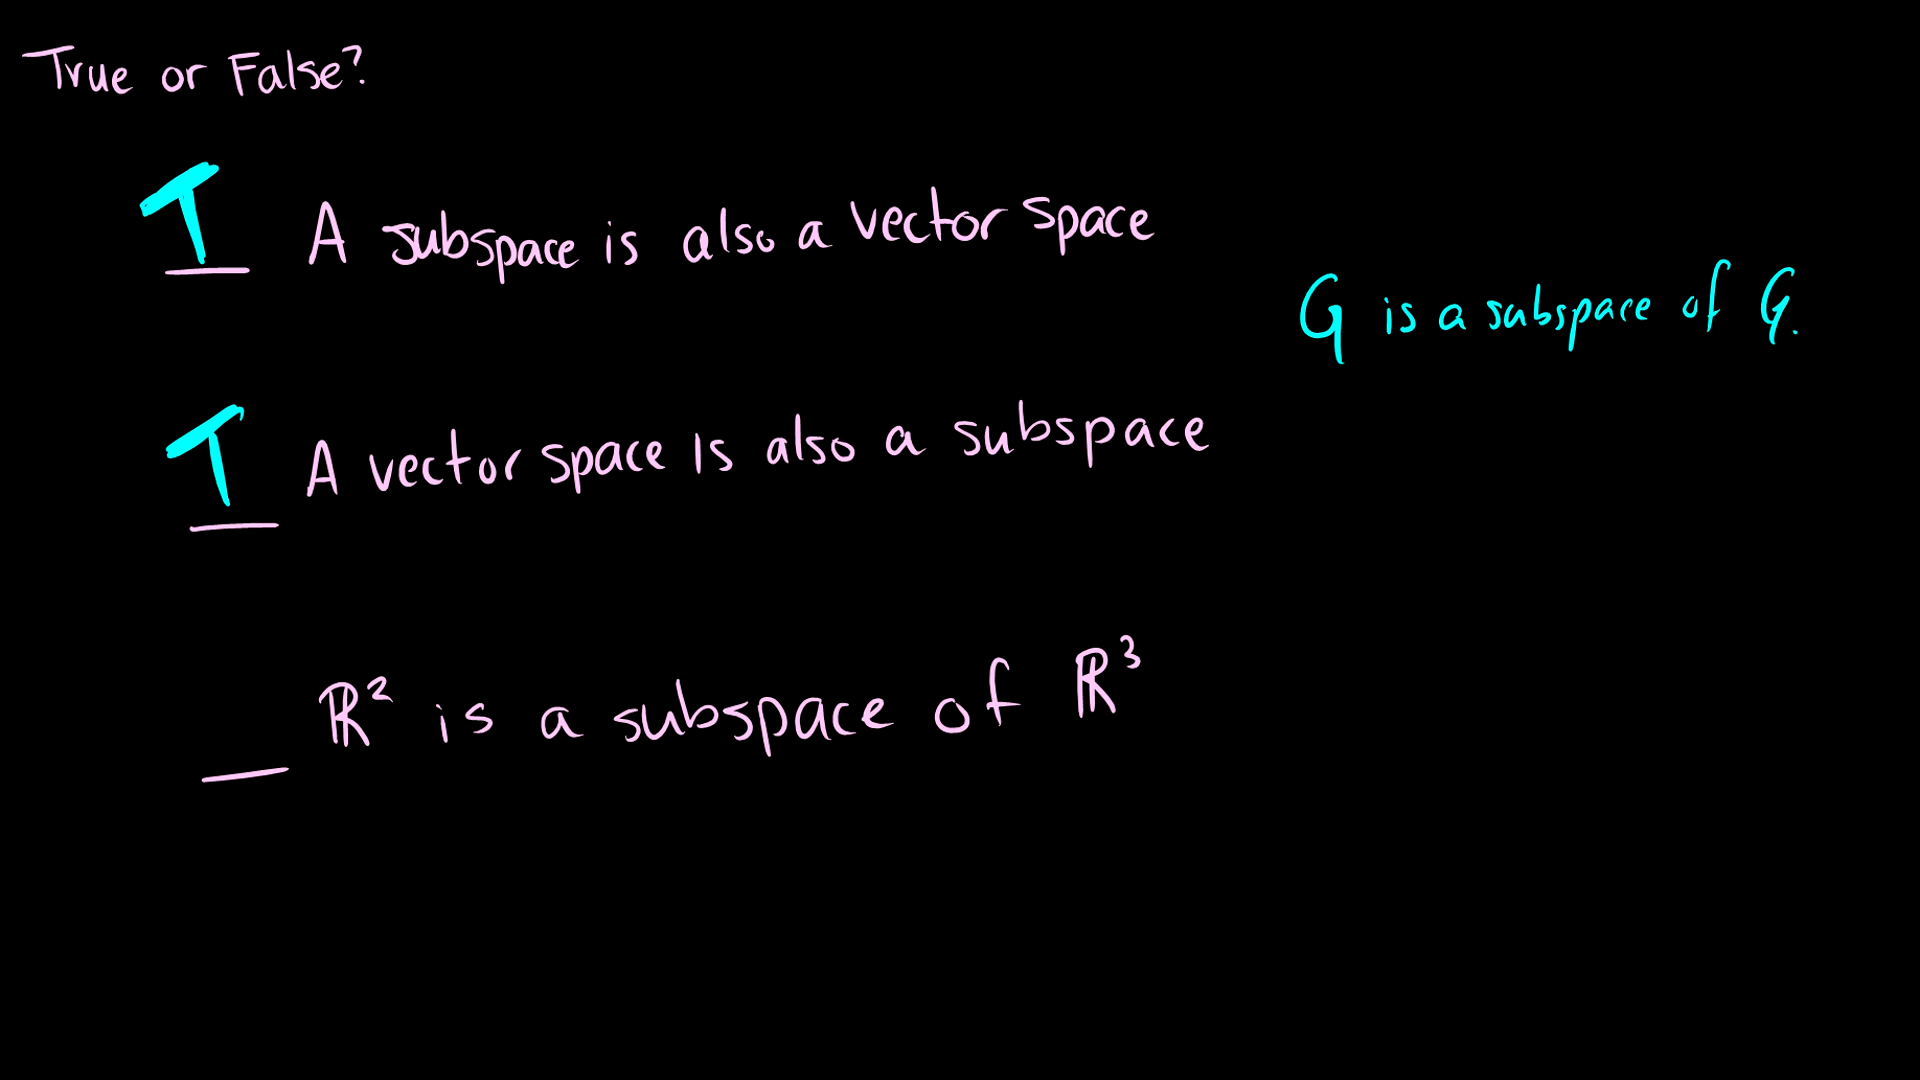 True or False?
T A subspace is also a vector space
G is a subspace of G.
T A vector space is also a subspace
__ ℝ² is a subspace of ℝ³